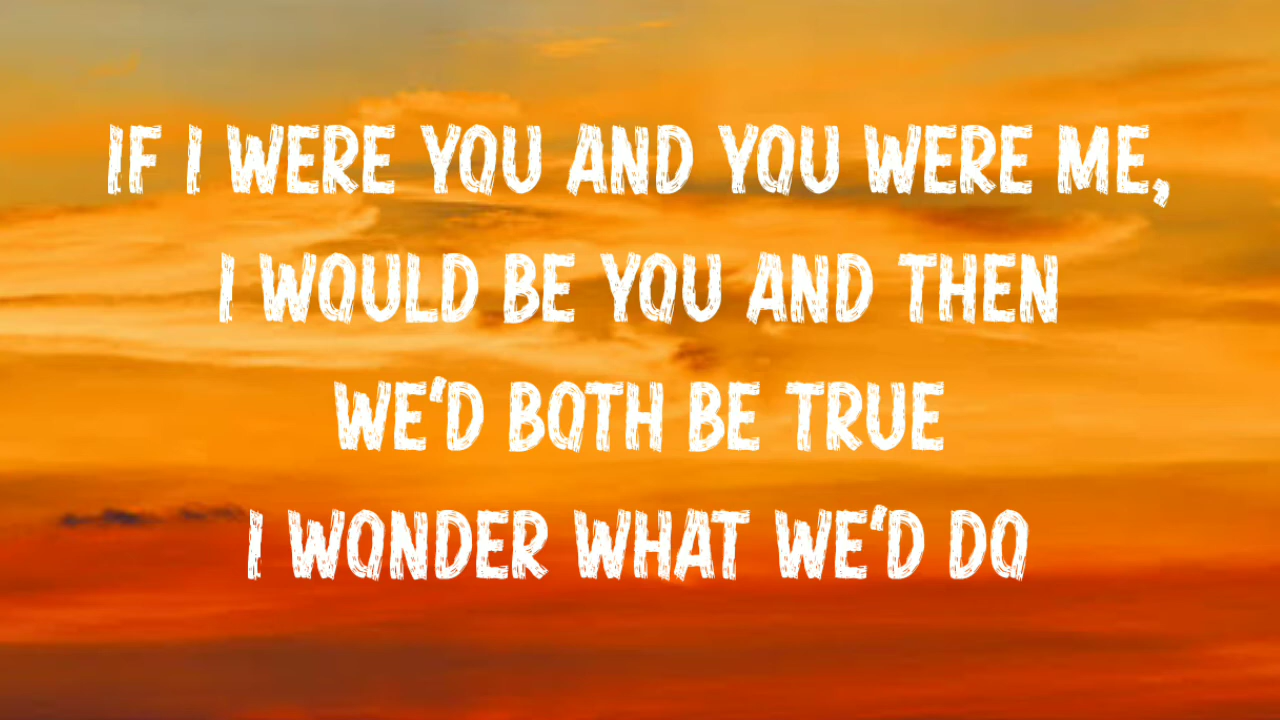 IF I WERE YOU AND YOU WERE ME,
I WOULD BE YOU AND THEN
WE'D BOTH BE TRUE
I WONDER WHAT WE'D DO